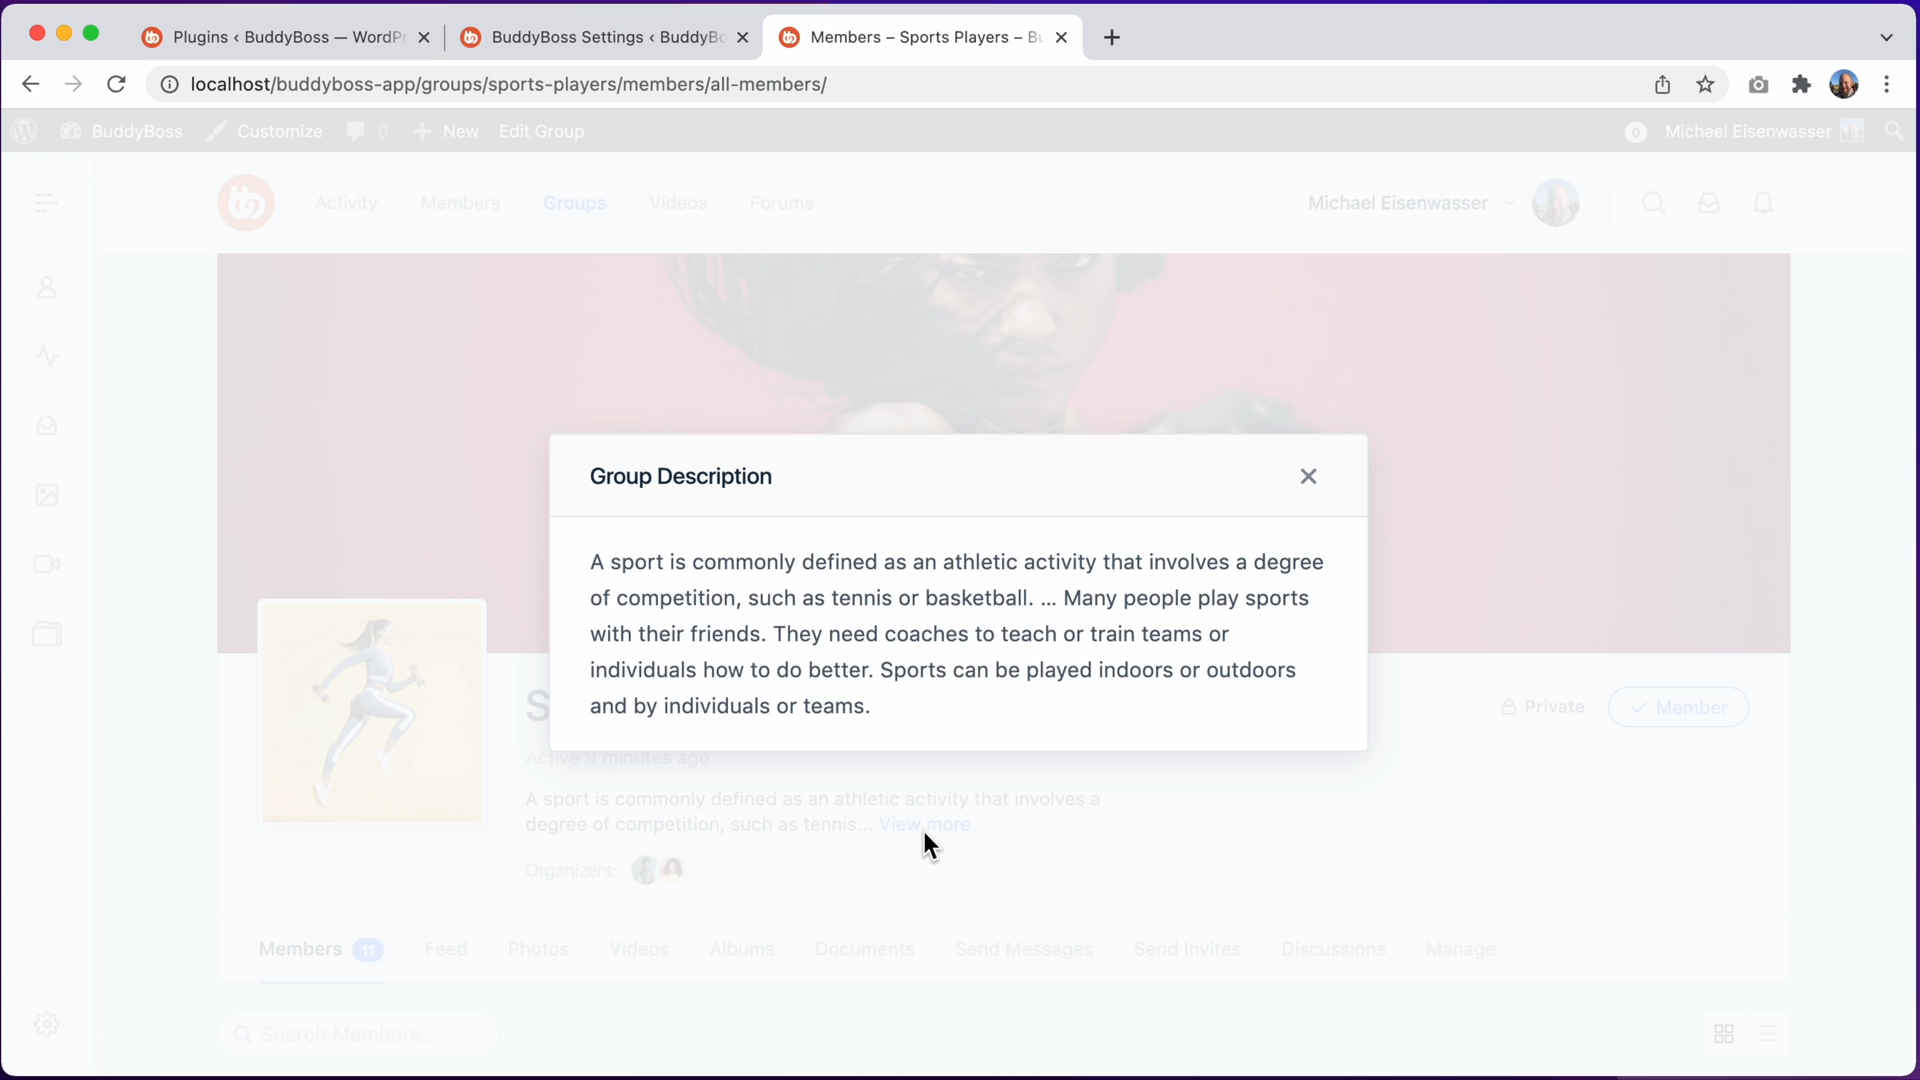 Plugins ‹ BuddyBoss — WordPr
BuddyBoss Settings ‹ BuddyBo
Members – Sports Players – Bu
localhost/buddyboss-app/groups/sports-players/members/all-members/
BuddyBoss
Customize
0
New
Edit Group
0
Michael Eisenwasser
Activity
Members
Groups
Videos
Forums
Michael Eisenwasser
Group Description
A sport is commonly defined as an athletic activity that involves a degree
of competition, such as tennis or basketball. ... Many people play sports
with their friends. They need coaches to teach or train teams or
individuals how to do better. Sports can be played indoors or outdoors
and by individuals or teams.
S
Private
Member
Active 9 minutes ago
A sport is commonly defined as an athletic activity that involves a
degree of competition, such as tennis... View more
Organizers:
Members 11
Feed
Photos
Videos
Albums
Documents
Send Messages
Send Invites
Discussions
Manage
Search Members...